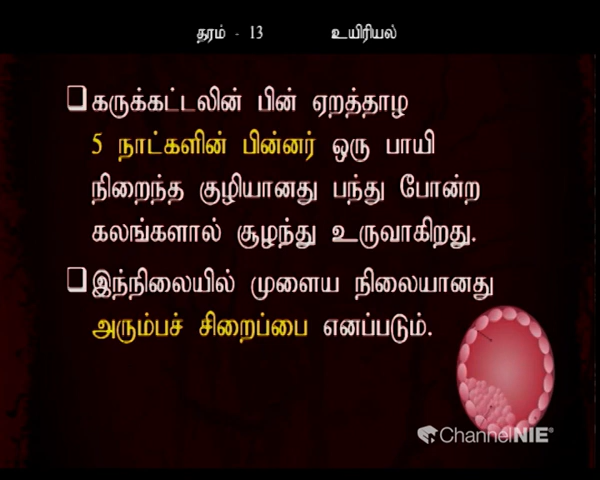 தரம் - 13 உயிரியல்
கருக்கட்டலின் பின் ஏறத்தாழ
5 நாட்களின் பின்னர் ஒரு பாயி
நிறைந்த குழியானது பந்து போன்ற
கலங்களால் சூழந்து உருவாகிறது.
இந்நிலையில் முளைய நிலையானது
அரும்பச் சிறைப்பை எனப்படும்.
ChannelNIE®